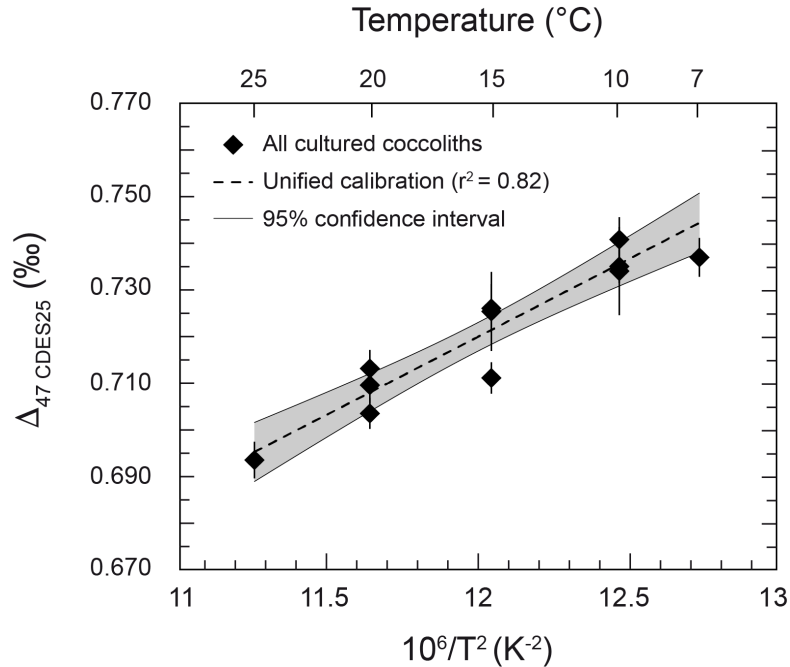 Temperature (°C)
25 20 15 10 7
0.770
0.750
0.730
0.710
0.690
0.670
Δ47 CDES25 (‰)
All cultured coccoliths
Unified calibration (r² = 0.82)
95% confidence interval
11 11.5 12 12.5 13
10⁶/T² (K⁻²)